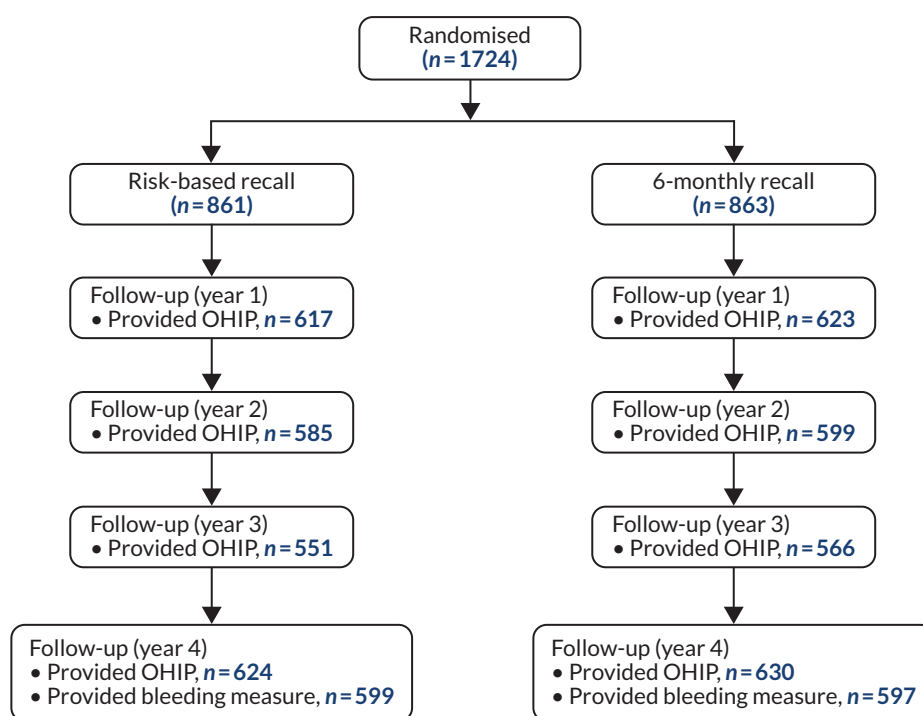 Randomised
(n=1724)
Risk-based recall
(n=861)
6-monthly recall
(n=863)
Follow-up (year 1)
• Provided OHIP, n=617
Follow-up (year 1)
• Provided OHIP, n=623
Follow-up (year 2)
• Provided OHIP, n=585
Follow-up (year 2)
• Provided OHIP, n=599
Follow-up (year 3)
• Provided OHIP, n=551
Follow-up (year 3)
• Provided OHIP, n=566
Follow-up (year 4)
• Provided OHIP, n=624
• Provided bleeding measure, n=599
Follow-up (year 4)
• Provided OHIP, n=630
• Provided bleeding measure, n=597